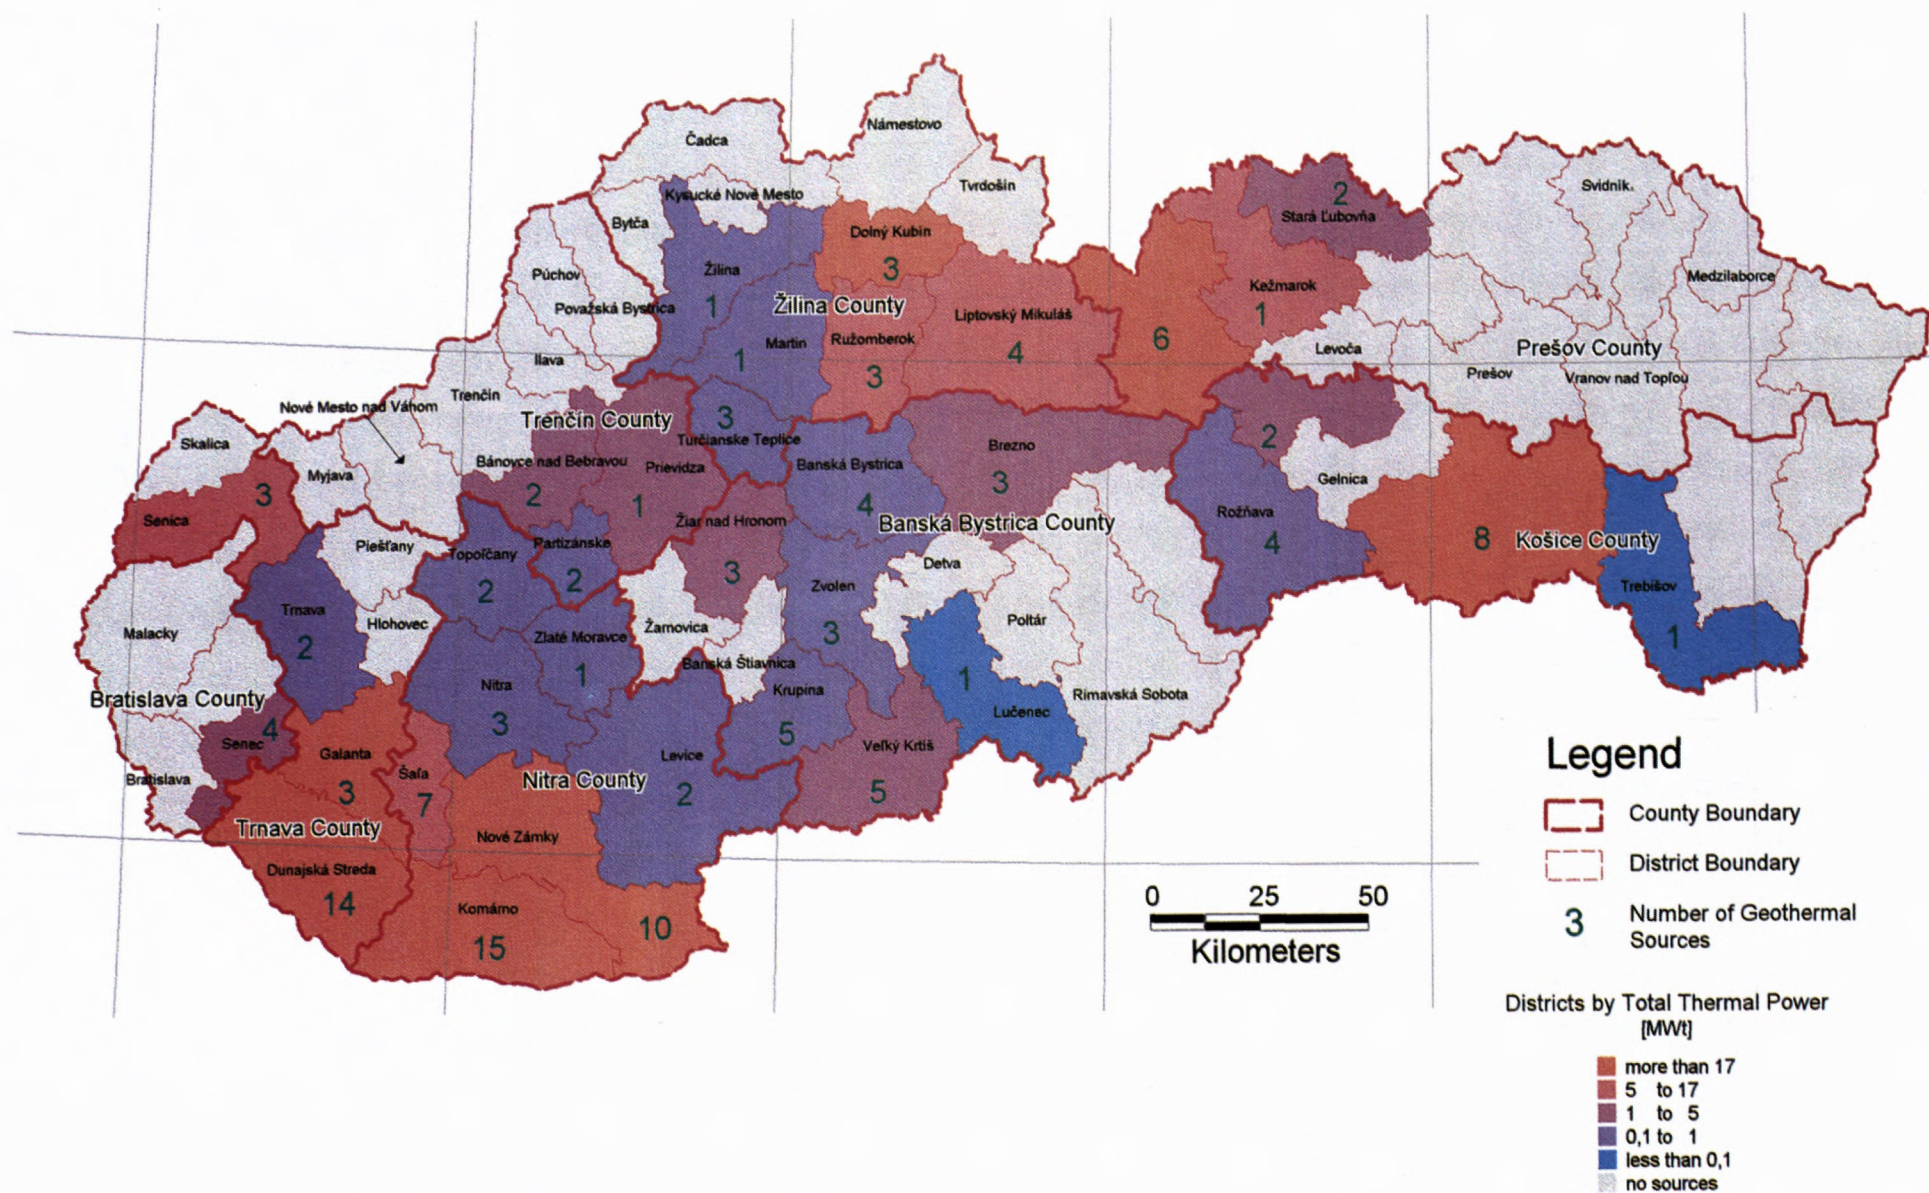 Čadca
Námestovo
Kysucké Nové Mesto
Tvrdošín
Bytča
Dolný Kubín
3
2
Stará Ľubovňa
Svidník
Púchov
Žilina
1
Považská Bystrica
Žilina County
Kežmarok
1
Medzilaborce
Liptovský Mikuláš
4
6
Ilava
Martin
1
Ružomberok
3
Levoča
Prešov County
Prešov
Vranov nad Topľou
Trenčín
Nové Mesto nad Váhom
Trenčín County
3
Turčianske Teplice
Skalica
Myjava
Bánovce nad Bebravou
2
Prievidza
1
Banská Bystrica
4
Brezno
3
2
Gelnica
Senica
3
Žiar nad Hronom
3
Banská Bystrica County
Rožňava
4
8
Košice County
Piešťany
Topoľčany
2
Partizánske
2
Detva
Zvolen
3
Trebišov
1
Malacky
Trnava
2
Hlohovec
Zlaté Moravce
1
Žarnovica
Poltár
Banská Štiavnica
Bratislava County
Nitra
3
Krupina
5
1
Lučenec
Rimavská Sobota
Senec
4
Galanta
3
Šaľa
7
Levice
2
Veľký Krtíš
5
Bratislava
Nitra County
Trnava County
Nové Zámky
Dunajská Streda
14
Komárno
15
10
0 25 50
Kilometers
Legend
County Boundary
District Boundary
3
Number of Geothermal
Sources
Districts by Total Thermal Power
[MWt]
more than 17
5 to 17
1 to 5
0,1 to 1
less than 0,1
no sources